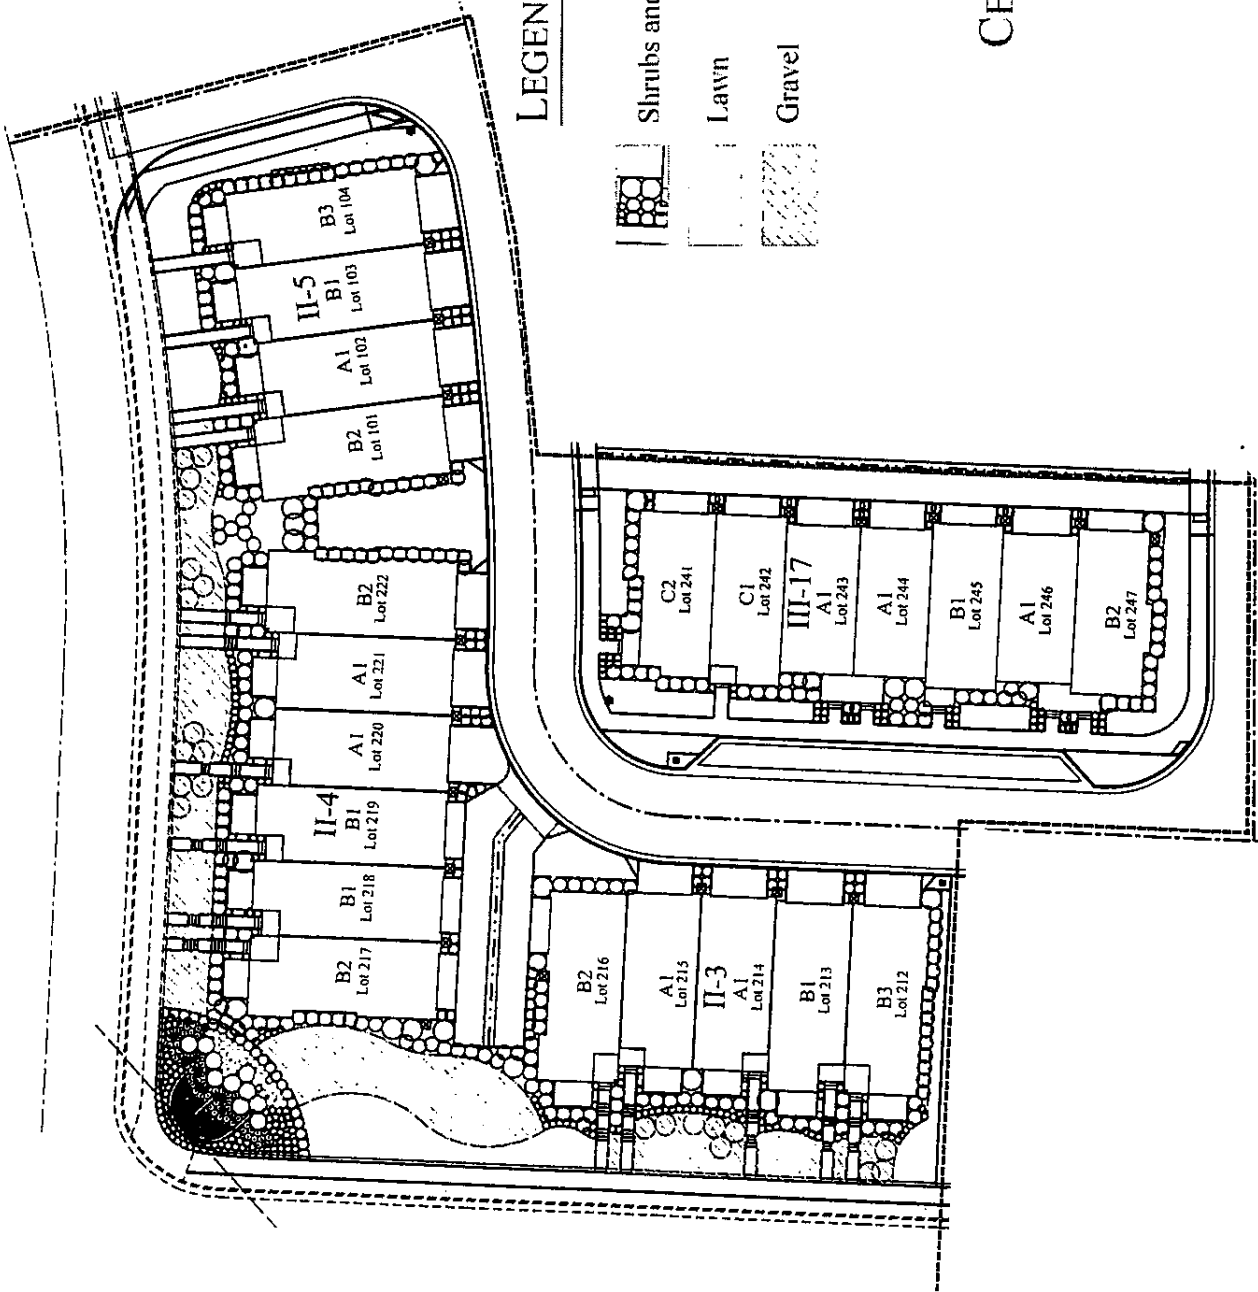 LEGEN
Shrubs and
Lawn
Gravel
CH
B3
Lot 104
II-5
B1
Lot 103
A1
Lot 102
B2
Lot 101
B2
Lot 222
A1
Lot 221
A1
Lot 220
II-4
B1
Lot 219
B1
Lot 218
B2
Lot 217
B2
Lot 216
A1
Lot 215
II-3
A1
Lot 214
B1
Lot 213
B3
Lot 212
C2
Lot 241
C1
Lot 242
III-17
A1
Lot 243
A1
Lot 244
B1
Lot 245
A1
Lot 246
B2
Lot 247